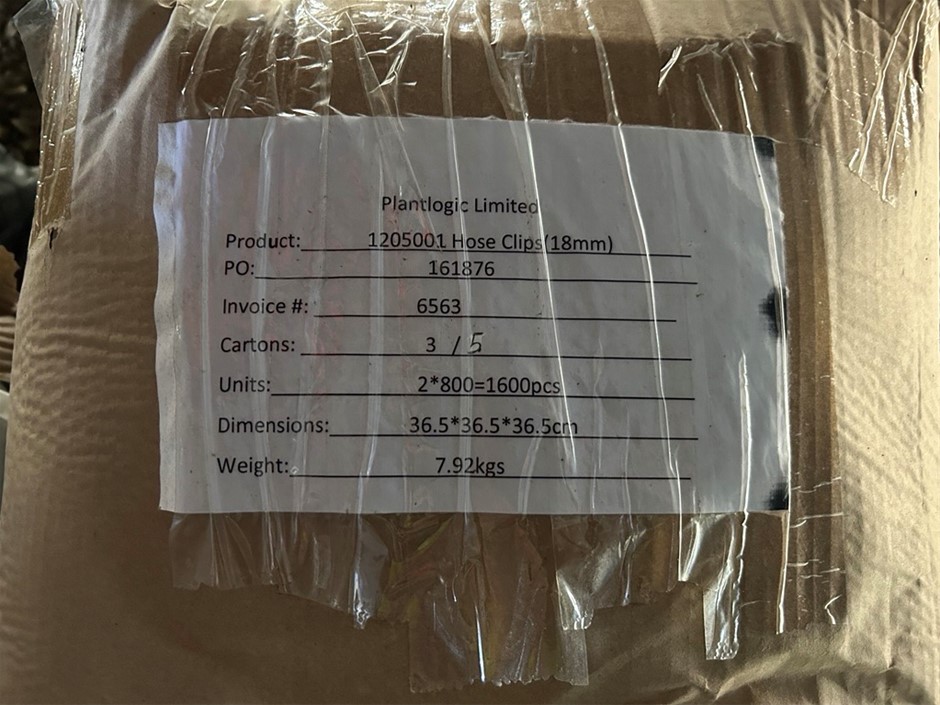 Plantlogic Limited
Product: 1205001 Hose Clips(18mm)
PO: 161876
Invoice #: 6563
Cartons: 3 / 5
Units: 2*800=1600pcs
Dimensions: 36.5*36.5*36.5cm
Weight: 7.92kgs